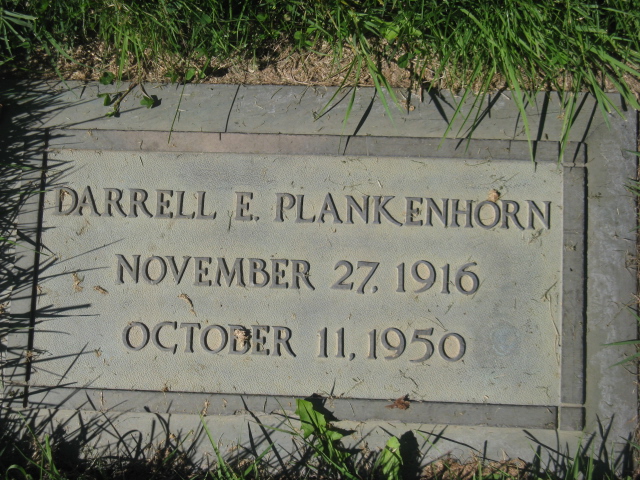 DARRELL E. PLANKENHORN
NOVEMBER 27, 1916
OCTOBER 11, 1950